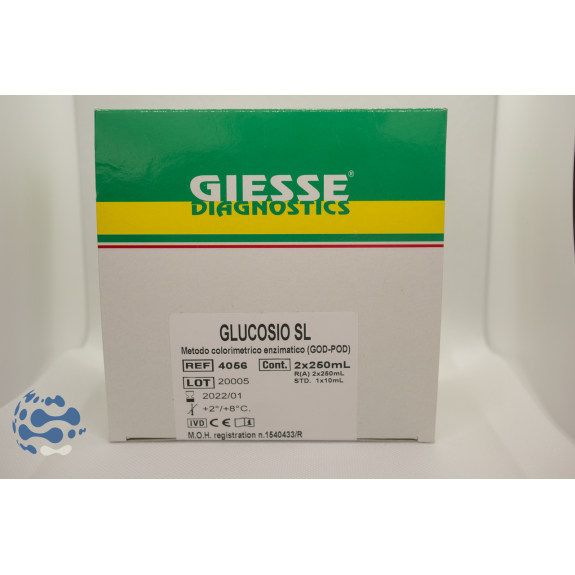 GIESSE®
DIAGNOSTICS
GLUCOSIO SL
Metodo colorimetrico enzimatico (GOD-POD)
REF 4056 Cont. 2x250mL
R(A) 2x250mL
LOT 20005 STD. 1x10mL
2022/01
+2°/+8°C.
IVD CE
M.O.H. registration n.1540433/R